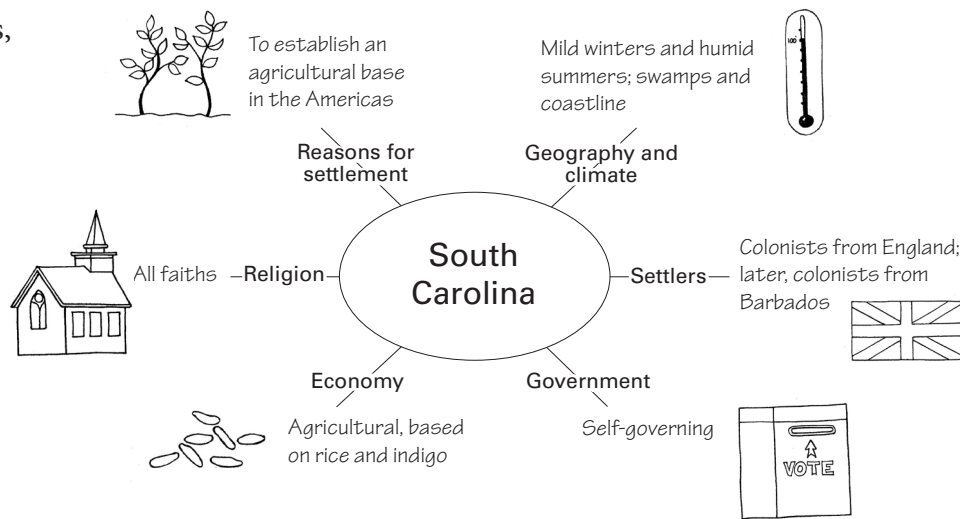 s,
To establish an
agricultural base
in the Americas
Mild winters and humid
summers; swamps and
coastline
100°
Reasons for
settlement
Geography and
climate
All faiths
Religion
South
Carolina
Settlers
Colonists from England;
later, colonists from
Barbados
Economy
Agricultural, based
on rice and indigo
Government
Self-governing
VOTE